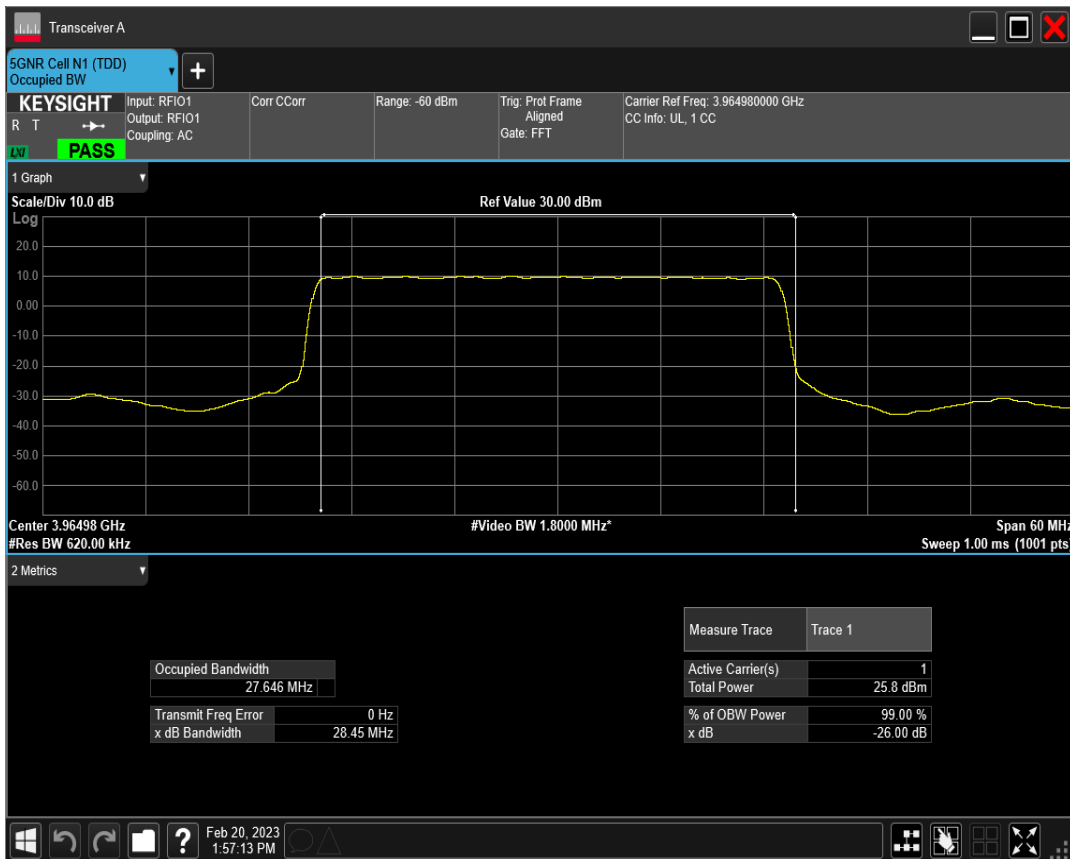 Transceiver A
5GNR Cell N1 (TDD)
Occupied BW
+
KEYSIGHT
R T
LXI
PASS
Input: RFIO1
Output: RFIO1
Coupling: AC
Corr CCorr
Range: -60 dBm
Trig: Prot Frame
Aligned
Gate: FFT
Carrier Ref Freq: 3.964980000 GHz
CC Info: UL, 1 CC
1 Graph
Scale/Div 10.0 dB
Ref Value 30.00 dBm
Log
20.0
10.0
0.00
-10.0
-20.0
-30.0
-40.0
-50.0
-60.0
Center 3.96498 GHz
#Video BW 1.8000 MHz*
Span 60 MHz
#Res BW 620.00 kHz
Sweep 1.00 ms (1001 pts)
2 Metrics
Measure Trace Trace 1
Occupied Bandwidth
27.646 MHz
Active Carrier(s) 1
Total Power 25.8 dBm
Transmit Freq Error 0 Hz
x dB Bandwidth 28.45 MHz
% of OBW Power 99.00 %
x dB -26.00 dB
?
Feb 20, 2023
1:57:13 PM